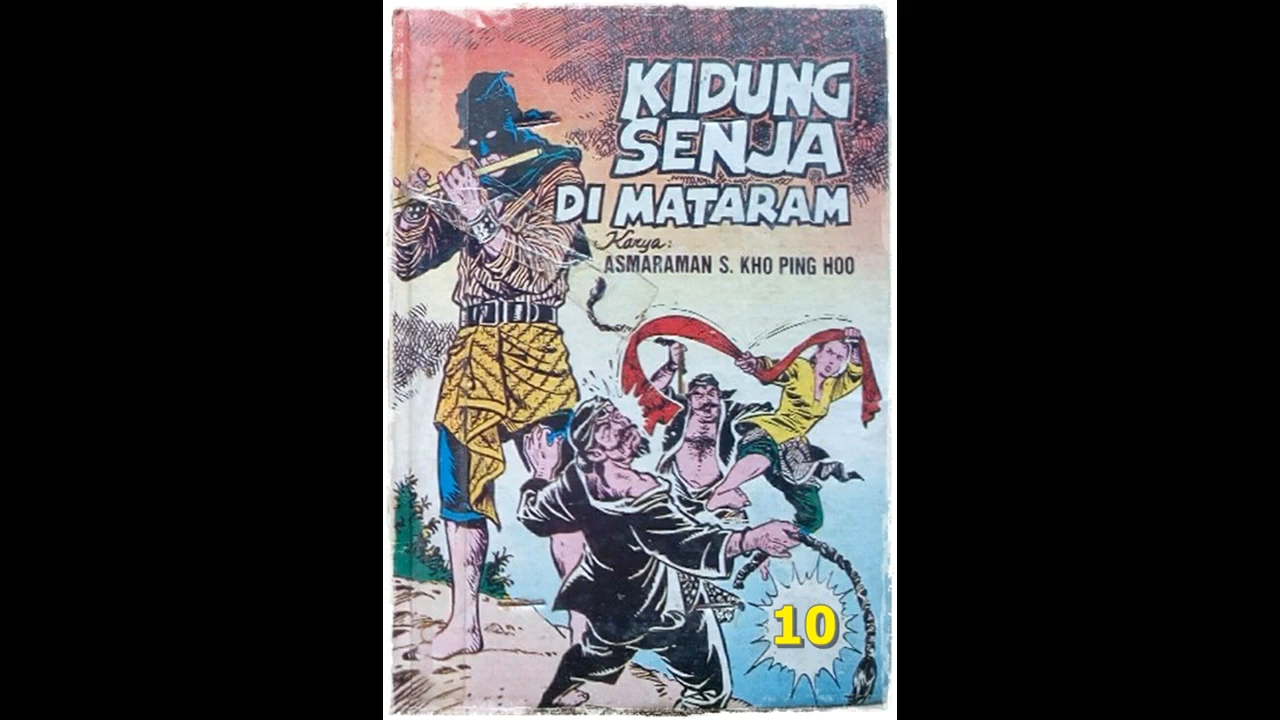 KIDUNG
SENJA
DI MATARAM
Karya:
ASMARAMAN S. KHO PING HOO
10